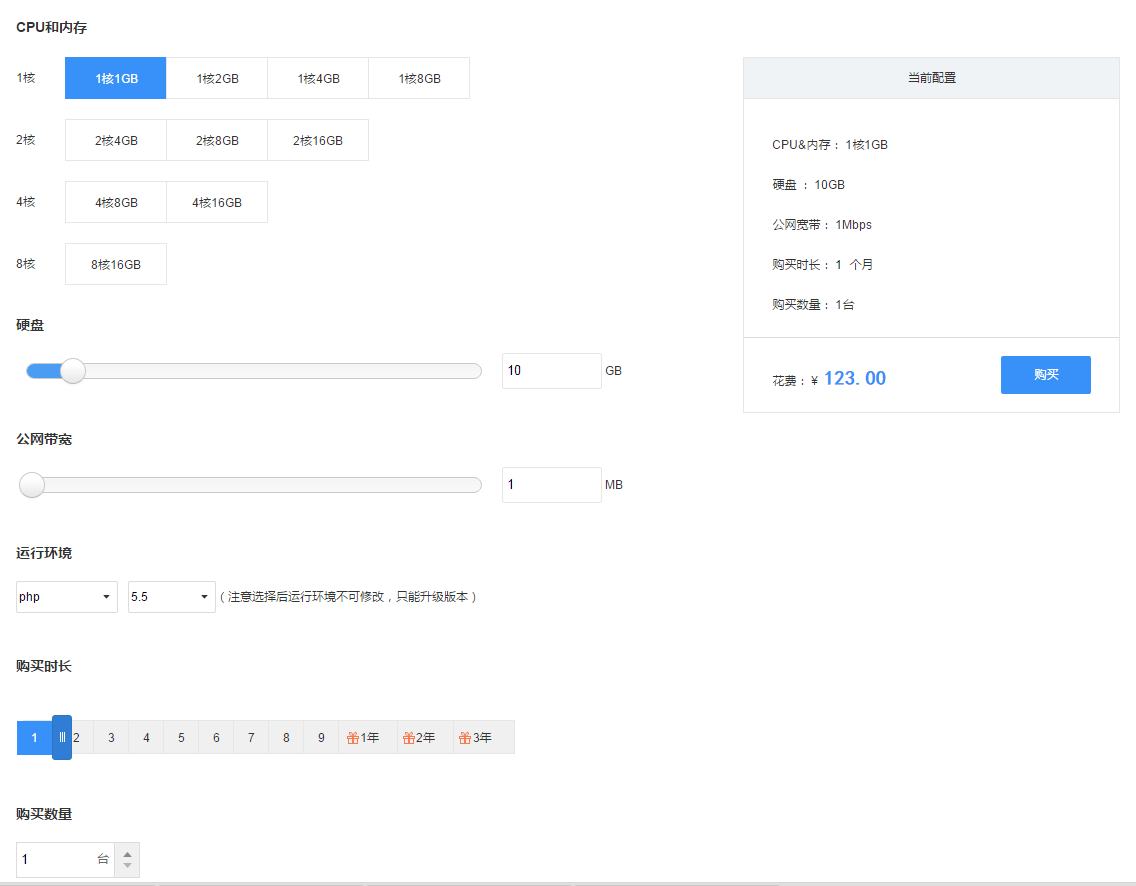 CPU和内存
1核 1核1GB 1核2GB 1核4GB 1核8GB
2核 2核4GB 2核8GB 2核16GB
4核 4核8GB 4核16GB
8核 8核16GB
硬盘
10 GB
公网带宽
1 MB
运行环境
php 5.5 ( 注意选择后运行环境不可修改，只能升级版本 )
购买时长
1 2 3 4 5 6 7 8 9 1年 2年 3年
购买数量
1 台
当前配置
CPU&内存： 1核1GB
硬盘 ： 10GB
公网宽带： 1Mbps
购买时长： 1 个月
购买数量： 1台
花费：¥ 123.00 购买